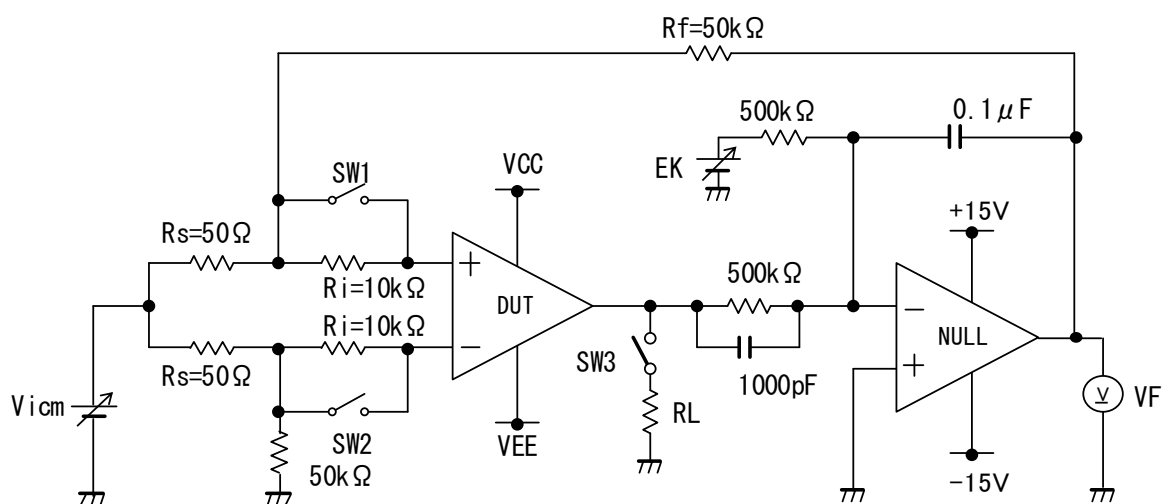 Rf=50kΩ
500kΩ
0.1μF
EK
SW1
VCC
+15V
Rs=50Ω
Ri=10kΩ
+
DUT
500kΩ
−
NULL
Ri=10kΩ
−
+
Rs=50Ω
SW3
1000pF
V
VF
Vicm
SW2
VEE
RL
50kΩ
−15V